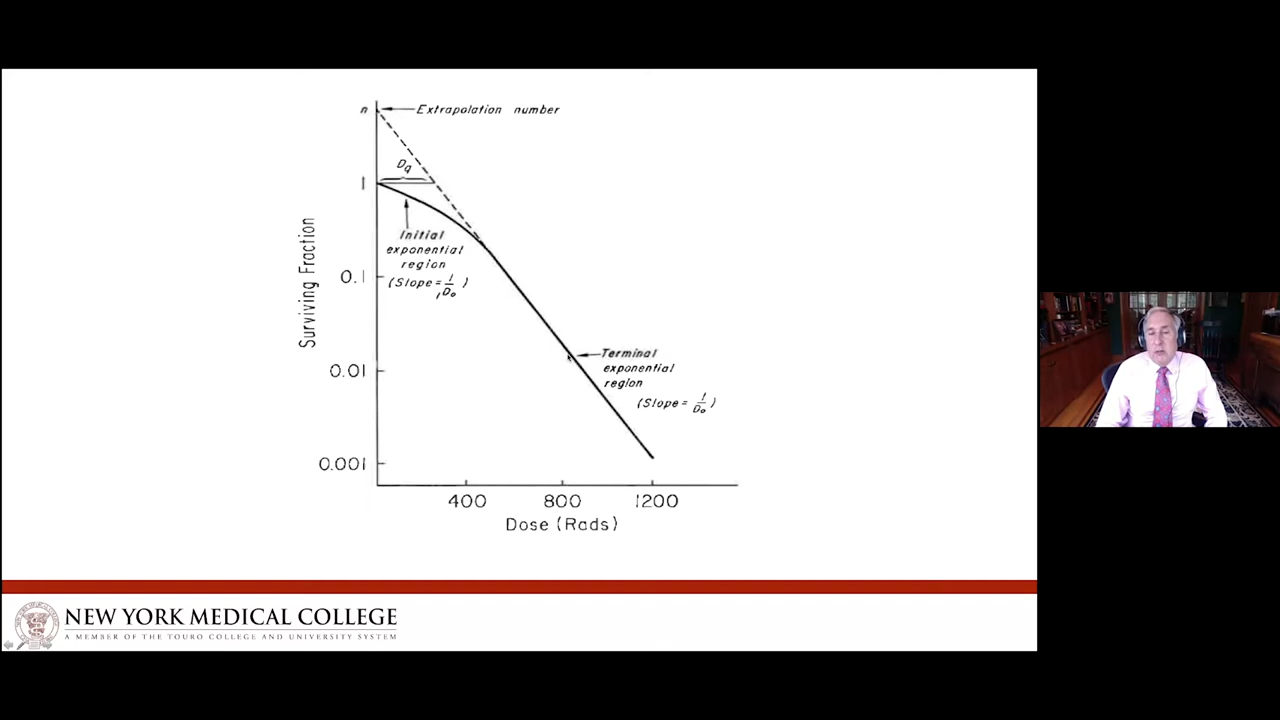 n
Extrapolation number
Dq
1
Initial
exponential
region
(Slope = 1/1D₀)
Surviving Fraction
0.1
0.01
Terminal
exponential
region
(Slope = 1/D₀)
0.001
400 800 1200
Dose (Rads)
NEW YORK MEDICAL COLLEGE
A MEMBER OF THE TOURO COLLEGE AND UNIVERSITY SYSTEM